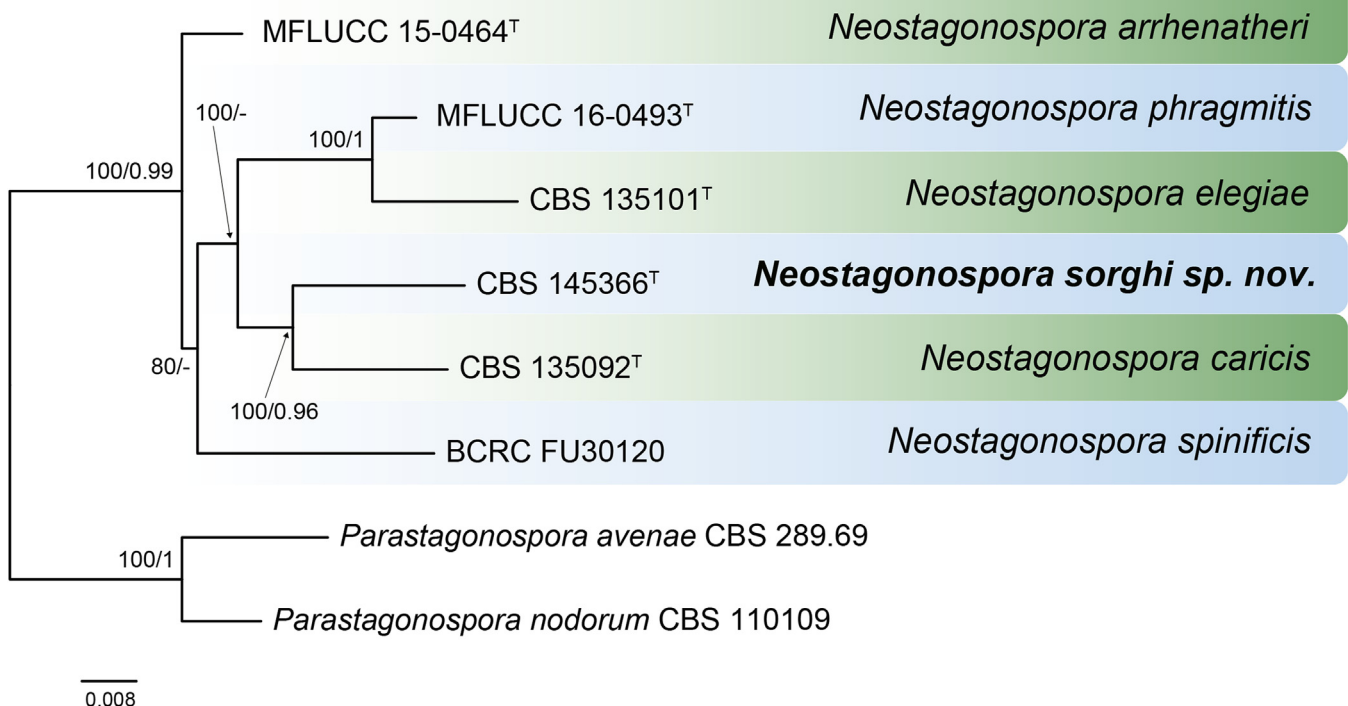 MFLUCC 15-0464ᵀ Neostagonospora arrhenatheri
100/-
MFLUCC 16-0493ᵀ Neostagonospora phragmitis
100/1
100/0.99
CBS 135101ᵀ Neostagonospora elegiae
CBS 145366ᵀ Neostagonospora sorghi sp. nov.
80/-
CBS 135092ᵀ Neostagonospora caricis
100/0.96
BCRC FU30120 Neostagonospora spinificis
Parastagonospora avenae CBS 289.69
100/1
Parastagonospora nodorum CBS 110109
0.008